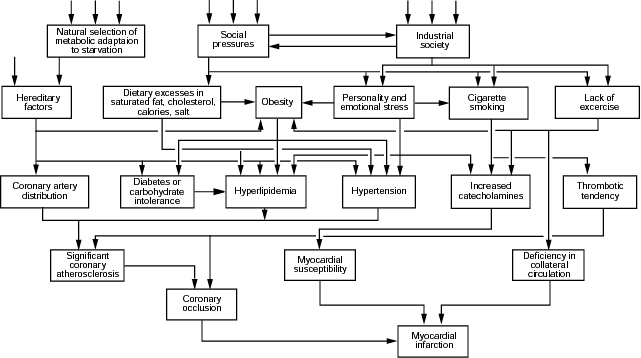 Natural selection of
metabolic adaptaion
to starvation
Social
pressures
Industrial
society
Hereditary
factors
Dietary excesses in
saturated fat, cholesterol,
calories, salt
Obesity
Personality and
emotional stress
Cigarette
smoking
Lack of
excercise
Coronary artery
distribution
Diabetes or
carbohydrate
intolerance
Hyperlipidemia
Hypertension
Increased
catecholamines
Thrombotic
tendency
Significant
coronary
atherosclerosis
Myocardial
susceptibility
Deficiency in
collateral
circulation
Coronary
occlusion
Myocardial
infarction